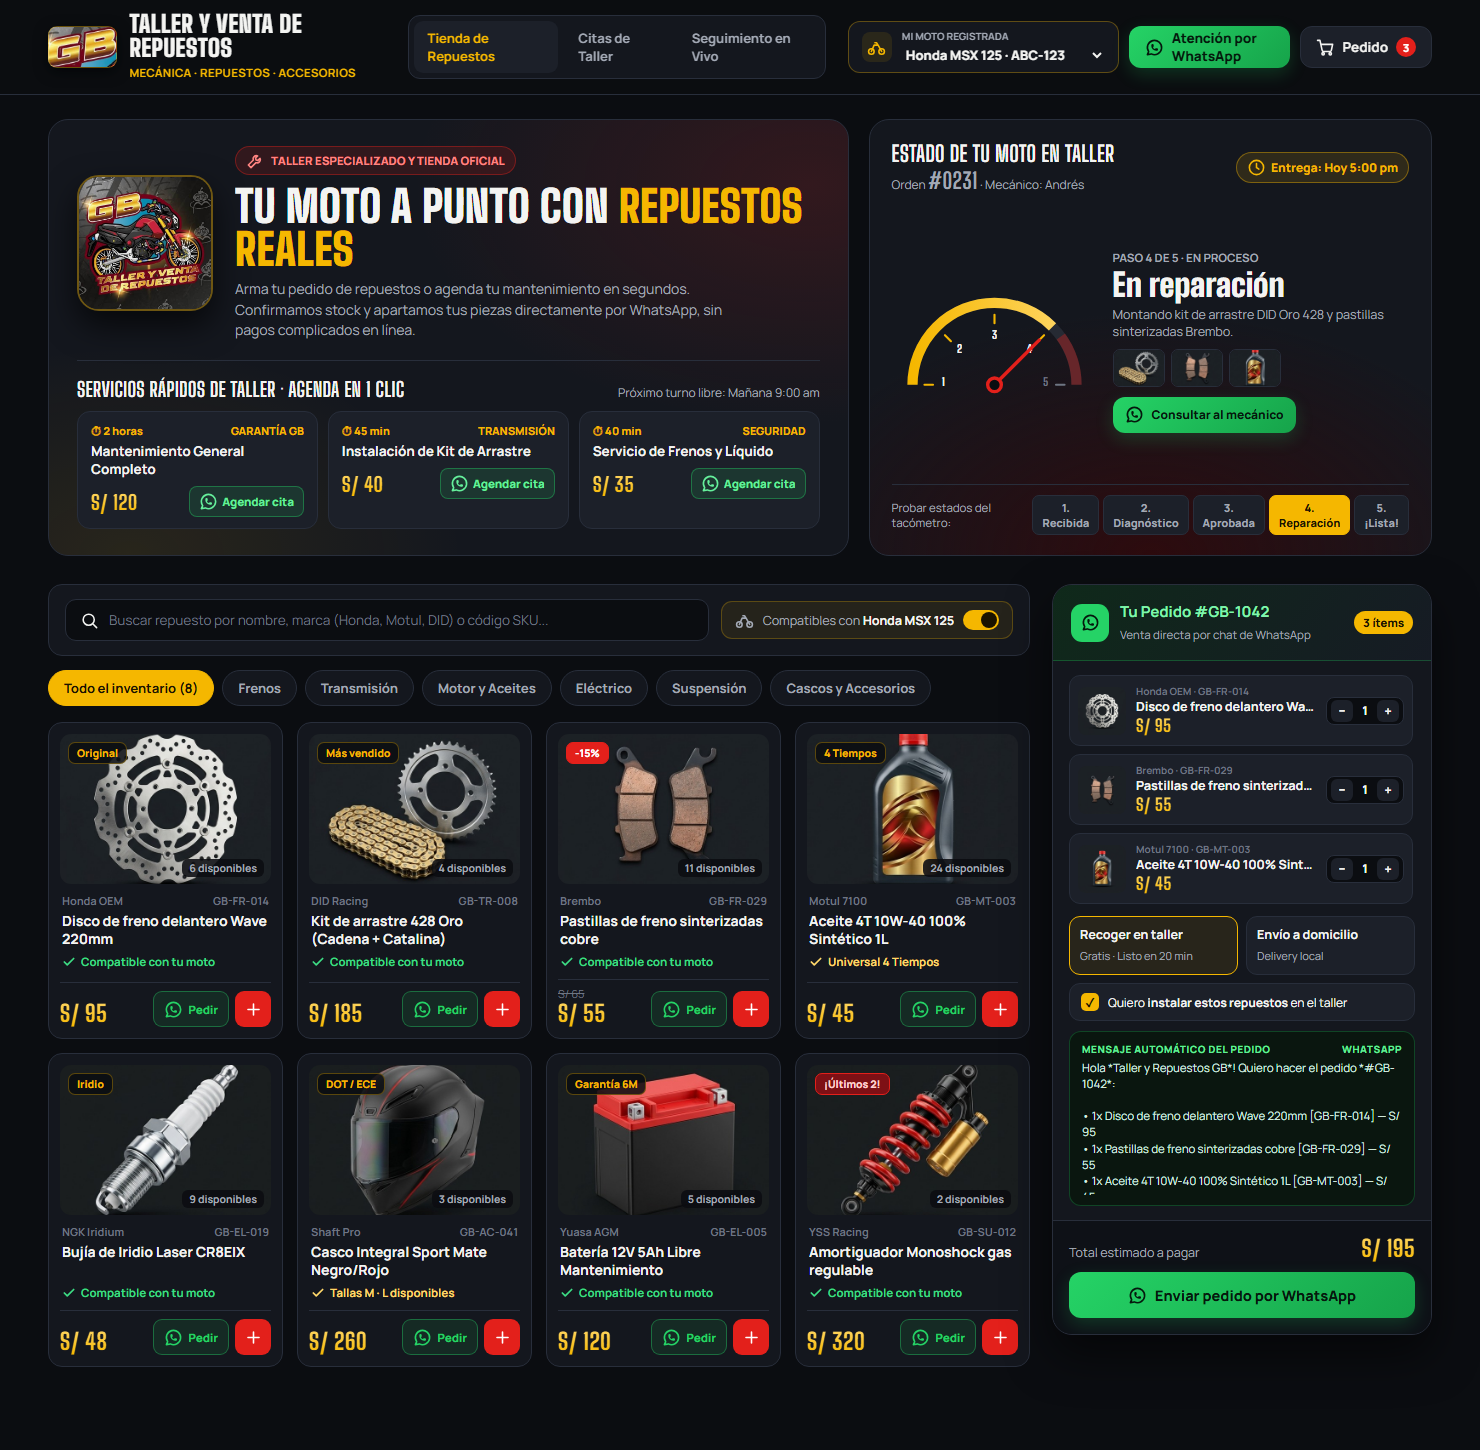 GB
TALLER Y VENTA DE
REPUESTOS
MECÁNICA · REPUESTOS · ACCESORIOS
Tienda de
Repuestos
Citas de
Taller
Seguimiento en
Vivo
MI MOTO REGISTRADA
Honda MSX 125 · ABC-123
Atención por
WhatsApp
Pedido 3
TALLER ESPECIALIZADO Y TIENDA OFICIAL
GB
TALLER Y VENTA
DE REPUESTOS
TU MOTO A PUNTO CON REPUESTOS
REALES
Arma tu pedido de repuestos o agenda tu mantenimiento en segundos.
Confirmamos stock y apartamos tus piezas directamente por WhatsApp, sin
pagos complicados en línea.
SERVICIOS RÁPIDOS DE TALLER · AGENDA EN 1 CLIC
Próximo turno libre: Mañana 9:00 am
⏱ 2 horas GARANTÍA GB
Mantenimiento General
Completo
S/ 120 Agendar cita
⏱ 45 min TRANSMISIÓN
Instalación de Kit de Arrastre
S/ 40 Agendar cita
⏱ 40 min SEGURIDAD
Servicio de Frenos y Líquido
S/ 35 Agendar cita
ESTADO DE TU MOTO EN TALLER
Orden #0231 · Mecánico: Andrés
Entrega: Hoy 5:00 pm
1
2
3
4
5
PASO 4 DE 5 · EN PROCESO
En reparación
Montando kit de arrastre DID Oro 428 y pastillas
sinterizadas Brembo.
Consultar al mecánico
Probar estados del
tacómetro:
1.
Recibida
2.
Diagnóstico
3.
Aprobada
4.
Reparación
5.
¡Lista!
Buscar repuesto por nombre, marca (Honda, Motul, DID) o código SKU...
Compatibles con Honda MSX 125
Todo el inventario (8)
Frenos
Transmisión
Motor y Aceites
Eléctrico
Suspensión
Cascos y Accesorios
Original
6 disponibles
Honda OEM GB-FR-014
Disco de freno delantero Wave
220mm
Compatible con tu moto
S/ 95 Pedir +
Más vendido
4 disponibles
DID Racing GB-TR-008
Kit de arrastre 428 Oro
(Cadena + Catalina)
Compatible con tu moto
S/ 185 Pedir +
-15%
11 disponibles
Brembo GB-FR-029
Pastillas de freno sinterizadas
cobre
Compatible con tu moto
S/ 65
S/ 55 Pedir +
4 Tiempos
24 disponibles
Motul 7100 GB-MT-003
Aceite 4T 10W-40 100%
Sintético 1L
Universal 4 Tiempos
S/ 45 Pedir +
Iridio
9 disponibles
NGK Iridium GB-EL-019
Bujía de Iridio Laser CR8EIX
Compatible con tu moto
S/ 48 Pedir +
DOT / ECE
3 disponibles
Shaft Pro GB-AC-041
Casco Integral Sport Mate
Negro/Rojo
Tallas M · L disponibles
S/ 260 Pedir +
Garantía 6M
5 disponibles
Yuasa AGM GB-EL-005
Batería 12V 5Ah Libre
Mantenimiento
Compatible con tu moto
S/ 120 Pedir +
¡Últimos 2!
2 disponibles
YSS Racing GB-SU-012
Amortiguador Monoshock gas
regulable
Compatible con tu moto
S/ 320 Pedir +
Tu Pedido #GB-1042
Venta directa por chat de WhatsApp
3 ítems
Honda OEM · GB-FR-014
Disco de freno delantero Wa...
S/ 95
− 1 +
Brembo · GB-FR-029
Pastillas de freno sinterizad...
S/ 55
− 1 +
Motul 7100 · GB-MT-003
Aceite 4T 10W-40 100% Sint...
S/ 45
− 1 +
Recoger en taller
Gratis · Listo en 20 min
Envío a domicilio
Delivery local
Quiero instalar estos repuestos en el taller
MENSAJE AUTOMÁTICO DEL PEDIDO WHATSAPP
Hola *Taller y Repuestos GB*! Quiero hacer el pedido *#GB-
1042*:
• 1x Disco de freno delantero Wave 220mm [GB-FR-014] — S/
95
• 1x Pastillas de freno sinterizadas cobre [GB-FR-029] — S/
55
• 1x Aceite 4T 10W-40 100% Sintético 1L [GB-MT-003] — S/
45
Total estimado a pagar S/ 195
Enviar pedido por WhatsApp